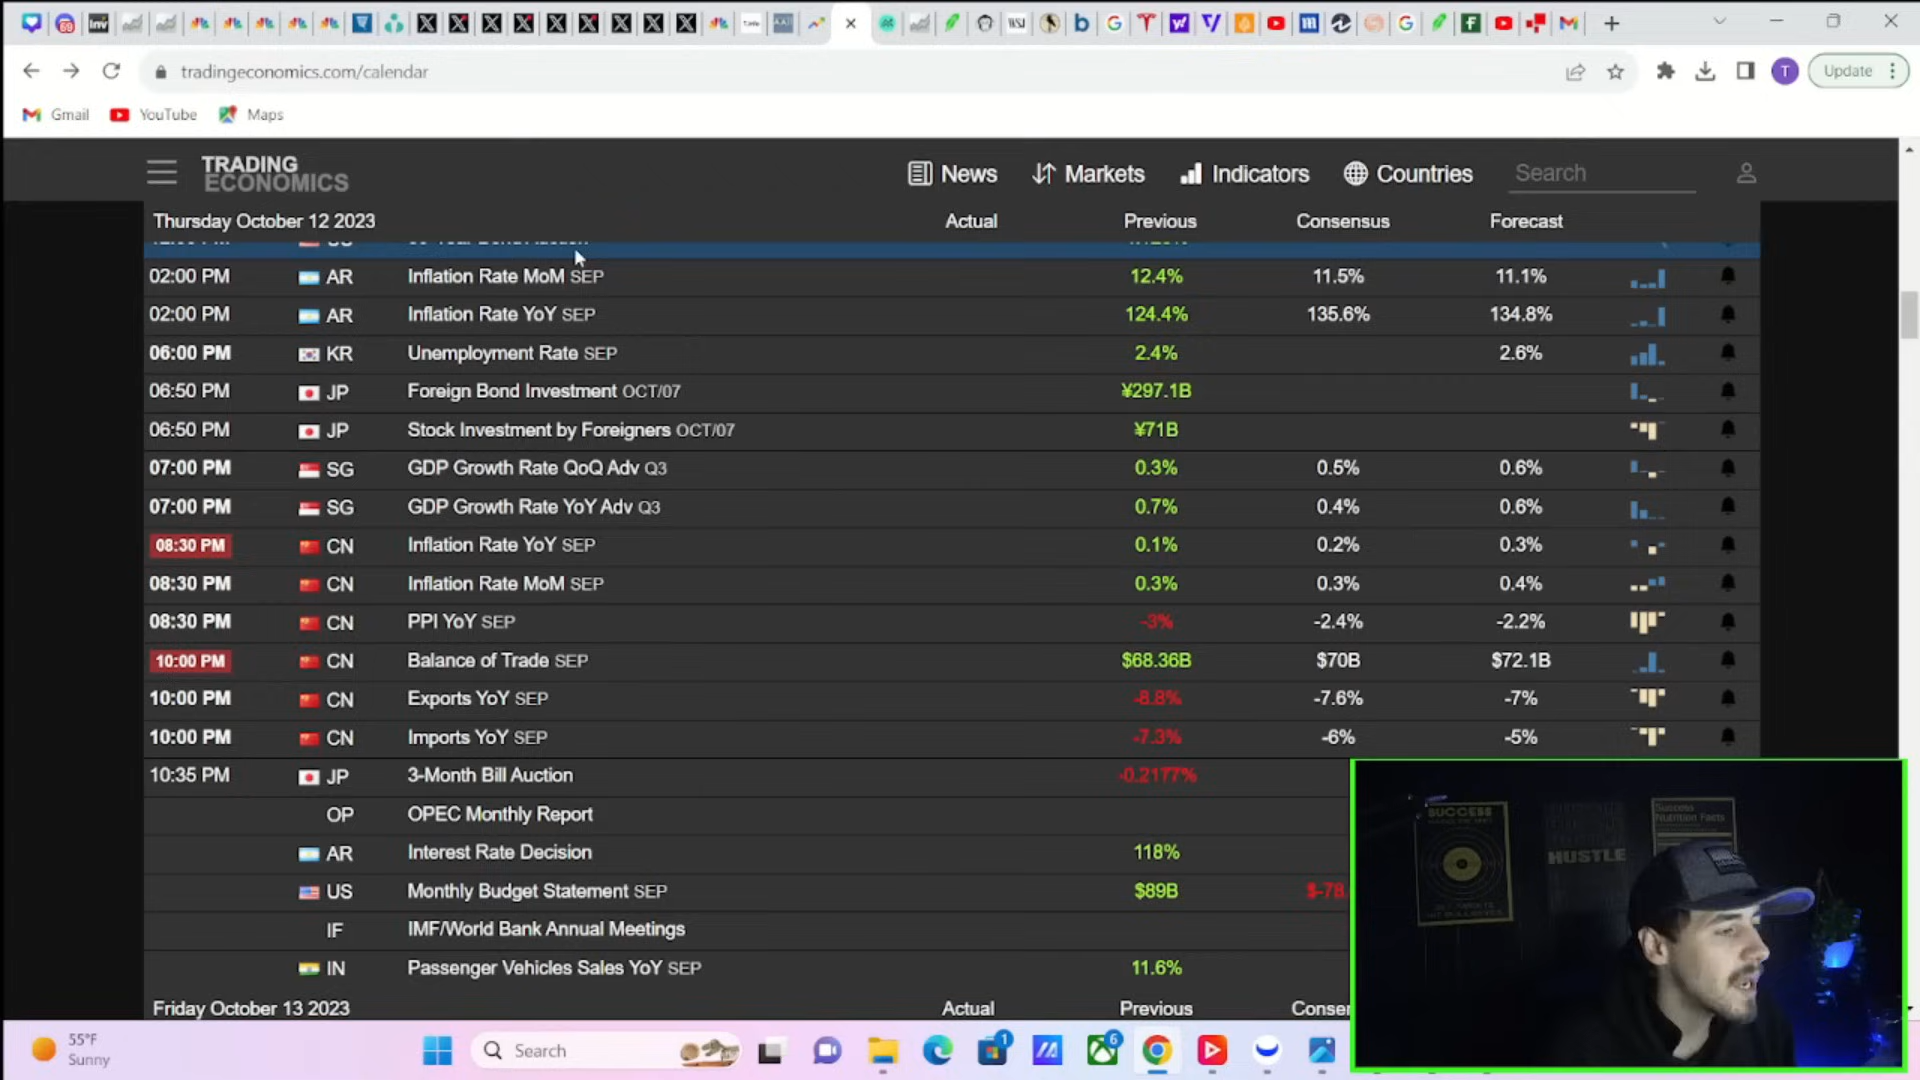 tradingeconomics.com/calendar
Update
Gmail YouTube Maps
TRADING
ECONOMICS
News Markets Indicators Countries Search
Thursday October 12 2023 Actual Previous Consensus Forecast
02:00 PM AR Inflation Rate MoM SEP 12.4% 11.5% 11.1%
02:00 PM AR Inflation Rate YoY SEP 124.4% 135.6% 134.8%
06:00 PM KR Unemployment Rate SEP 2.4% 2.6%
06:50 PM JP Foreign Bond Investment OCT/07 ¥297.1B
06:50 PM JP Stock Investment by Foreigners OCT/07 ¥71B
07:00 PM SG GDP Growth Rate QoQ Adv Q3 0.3% 0.5% 0.6%
07:00 PM SG GDP Growth Rate YoY Adv Q3 0.7% 0.4% 0.6%
08:30 PM CN Inflation Rate YoY SEP 0.1% 0.2% 0.3%
08:30 PM CN Inflation Rate MoM SEP 0.3% 0.3% 0.4%
08:30 PM CN PPI YoY SEP -3% -2.4% -2.2%
10:00 PM CN Balance of Trade SEP $68.36B $70B $72.1B
10:00 PM CN Exports YoY SEP -8.8% -7.6% -7%
10:00 PM CN Imports YoY SEP -7.3% -6% -5%
10:35 PM JP 3-Month Bill Auction -0.2177%
OP OPEC Monthly Report
AR Interest Rate Decision 118%
US Monthly Budget Statement SEP $89B $-78
IF IMF/World Bank Annual Meetings
IN Passenger Vehicles Sales YoY SEP 11.6%
Friday October 13 2023 Actual Previous Conser
SUCCESS
Success
Nutrition Facts
HUSTLE
55°F
Sunny
Search
1
6